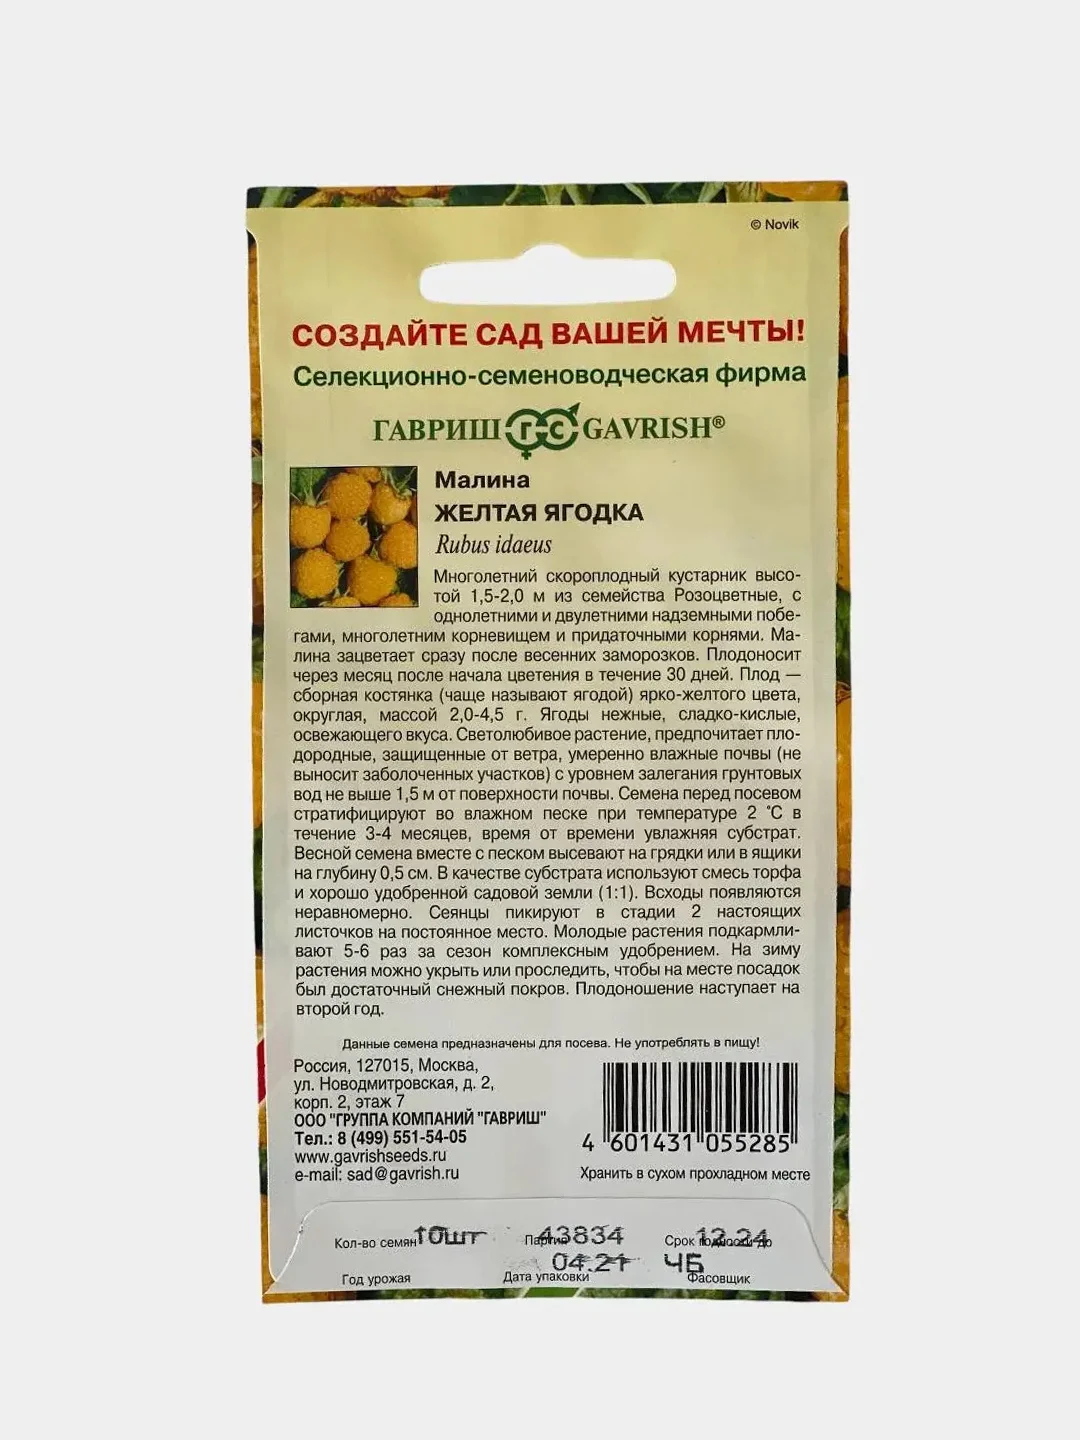 © Novik
СОЗДАЙТЕ САД ВАШЕЙ МЕЧТЫ!
Селекционно-семеноводческая фирма
ГАВРИШ ГС GAVRISH®
Малина
ЖЕЛТАЯ ЯГОДКА
Rubus idaeus
Многолетний скороплодный кустарник высо-
той 1,5-2,0 м из семейства Розоцветные, с
однолетними и двулетними надземными побе-
гами, многолетним корневищем и придаточными корнями. Ма-
лина зацветает сразу после весенних заморозков. Плодоносит
через месяц после начала цветения в течение 30 дней. Плод —
сборная костянка (чаще называют ягодой) ярко-желтого цвета,
округлая, массой 2,0-4,5 г. Ягоды нежные, сладко-кислые,
освежающего вкуса. Светолюбивое растение, предпочитает пло-
дородные, защищенные от ветра, умеренно влажные почвы (не
выносит заболоченных участков) с уровнем залегания грунтовых
вод не выше 1,5 м от поверхности почвы. Семена перед посевом
стратифицируют во влажном песке при температуре 2 °С в
течение 3-4 месяцев, время от времени увлажняя субстрат.
Весной семена вместе с песком высевают на грядки или в ящики
на глубину 0,5 см. В качестве субстрата используют смесь торфа
и хорошо удобренной садовой земли (1:1). Всходы появляются
неравномерно. Сеянцы пикируют в стадии 2 настоящих
листочков на постоянное место. Молодые растения подкармли-
вают 5-6 раз за сезон комплексным удобрением. На зиму
растения можно укрыть или проследить, чтобы на месте посадок
был достаточный снежный покров. Плодоношение наступает на
второй год.
Данные семена предназначены для посева. Не употреблять в пищу!
Россия, 127015, Москва,
ул. Новодмитровская, д. 2,
корп. 2, этаж 7
ООО "ГРУППА КОМПАНИЙ "ГАВРИШ"
Тел.: 8 (499) 551-54-05
www.gavrishseeds.ru
e-mail: sad@gavrish.ru
4 601431 055285
Хранить в сухом прохладном месте
Кол-во семян 10шт Партия 43834 Срок годности до 12.24
04.21 ЧБ
Год урожая Дата упаковки Фасовщик